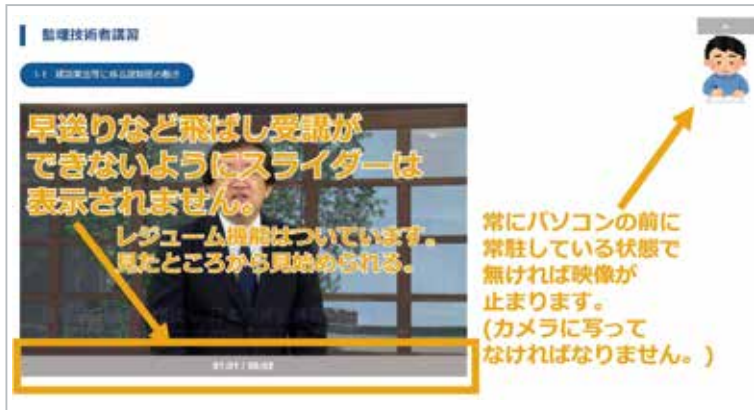 監理技術者講習
早送りなど飛ばし受講が
できないようにスライダーは
表示されません。
レジューム機能はついています。
見たところから見始められる。
常にパソコンの前に
常駐している状態で
無ければ映像が
止まります。
(カメラに写って
なければなりません。)